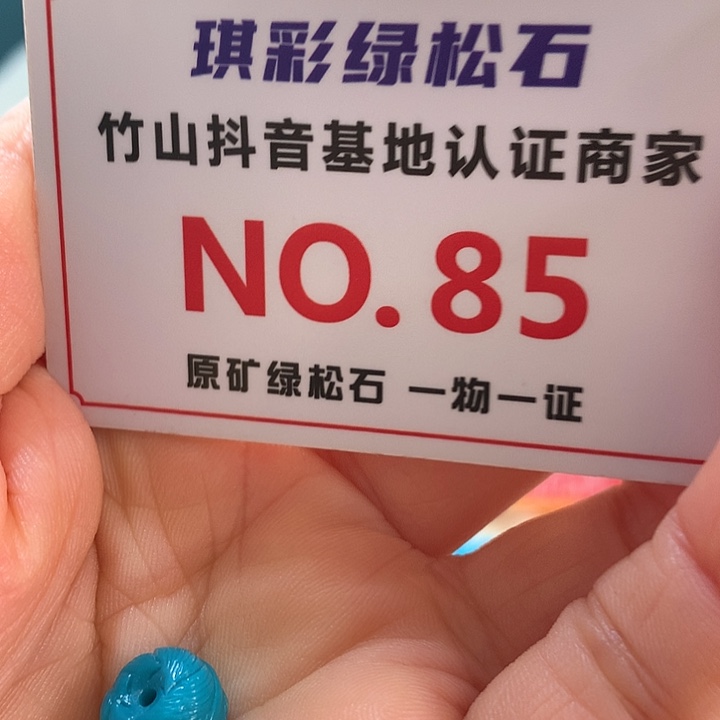 琪彩绿松石
竹山抖音基地认证商家
NO. 85
原矿绿松石 一物一证